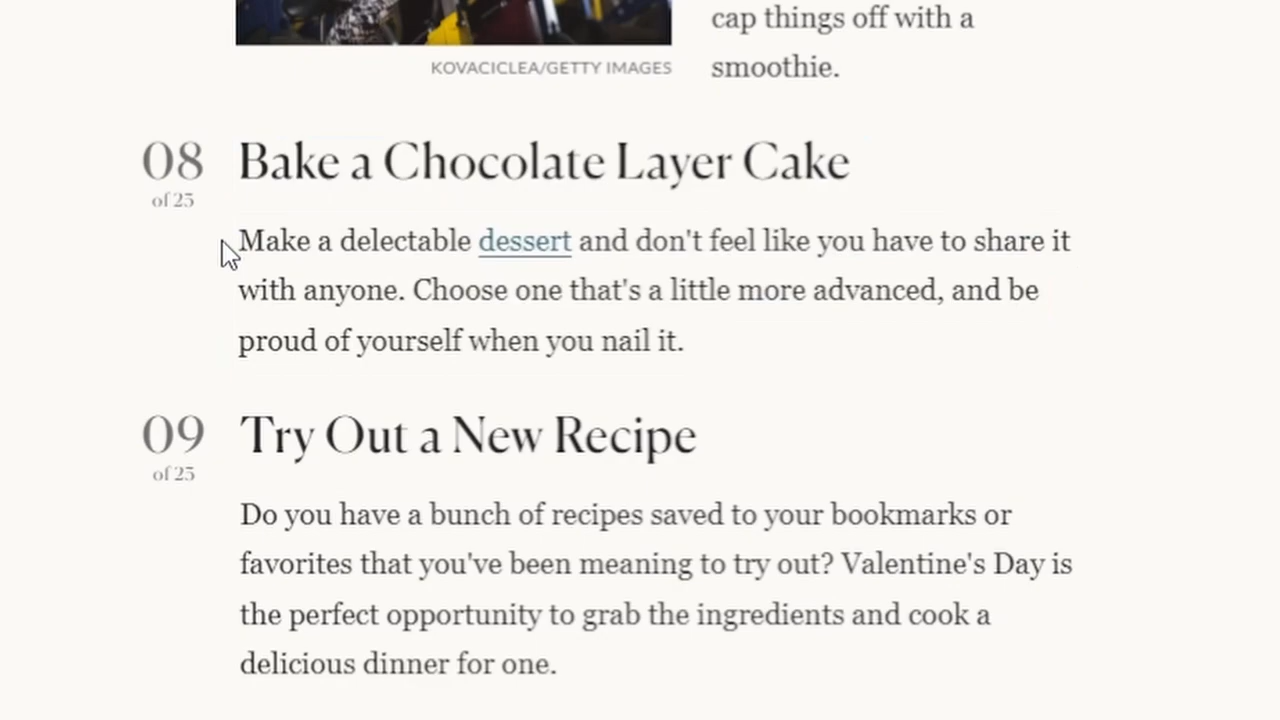 cap things off with a
smoothie.
KOVACICLEA/GETTY IMAGES
08
of 25
Bake a Chocolate Layer Cake
Make a delectable dessert and don't feel like you have to share it
with anyone. Choose one that's a little more advanced, and be
proud of yourself when you nail it.
09
of 25
Try Out a New Recipe
Do you have a bunch of recipes saved to your bookmarks or
favorites that you've been meaning to try out? Valentine's Day is
the perfect opportunity to grab the ingredients and cook a
delicious dinner for one.